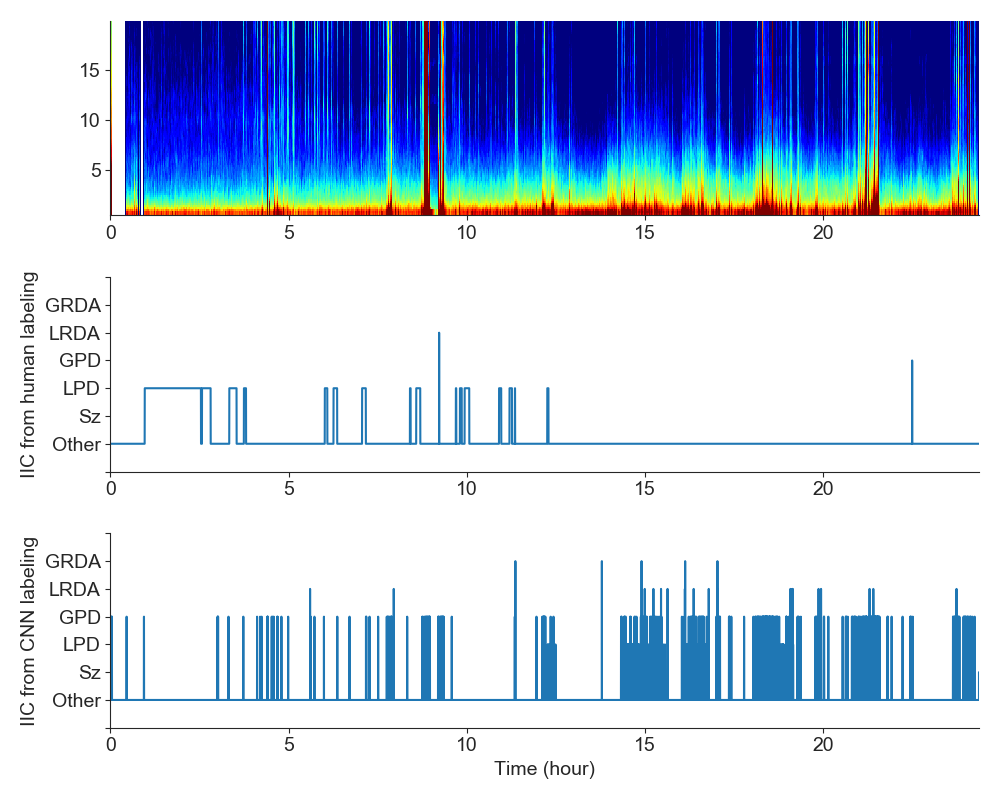 15
10
5
0 5 10 15 20
IIC from human labeling
GRDA
LRDA
GPD
LPD
Sz
Other
0 5 10 15 20
IIC from CNN labeling
GRDA
LRDA
GPD
LPD
Sz
Other
0 5 10 15 20
Time (hour)